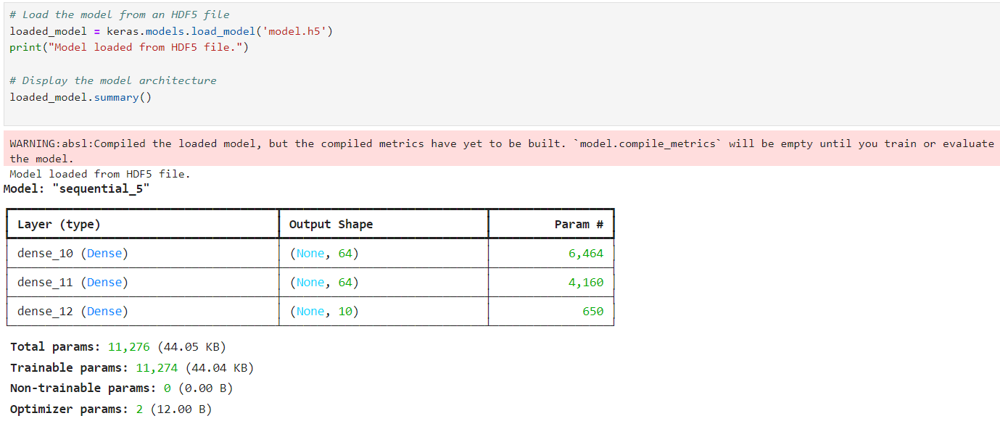 # Load the model from an HDF5 file
loaded_model = keras.models.load_model('model.h5')
print("Model loaded from HDF5 file.")
# Display the model architecture
loaded_model.summary()
WARNING:absl:Compiled the loaded model, but the compiled metrics have yet to be built. `model.compile_metrics` will be empty until you train or evaluate
the model.
Model loaded from HDF5 file.
Model: "sequential_5"
Layer (type) Output Shape Param #
dense_10 (Dense) (None, 64) 6,464
dense_11 (Dense) (None, 64) 4,160
dense_12 (Dense) (None, 10) 650
Total params: 11,276 (44.05 KB)
Trainable params: 11,274 (44.04 KB)
Non-trainable params: 0 (0.00 B)
Optimizer params: 2 (12.00 B)